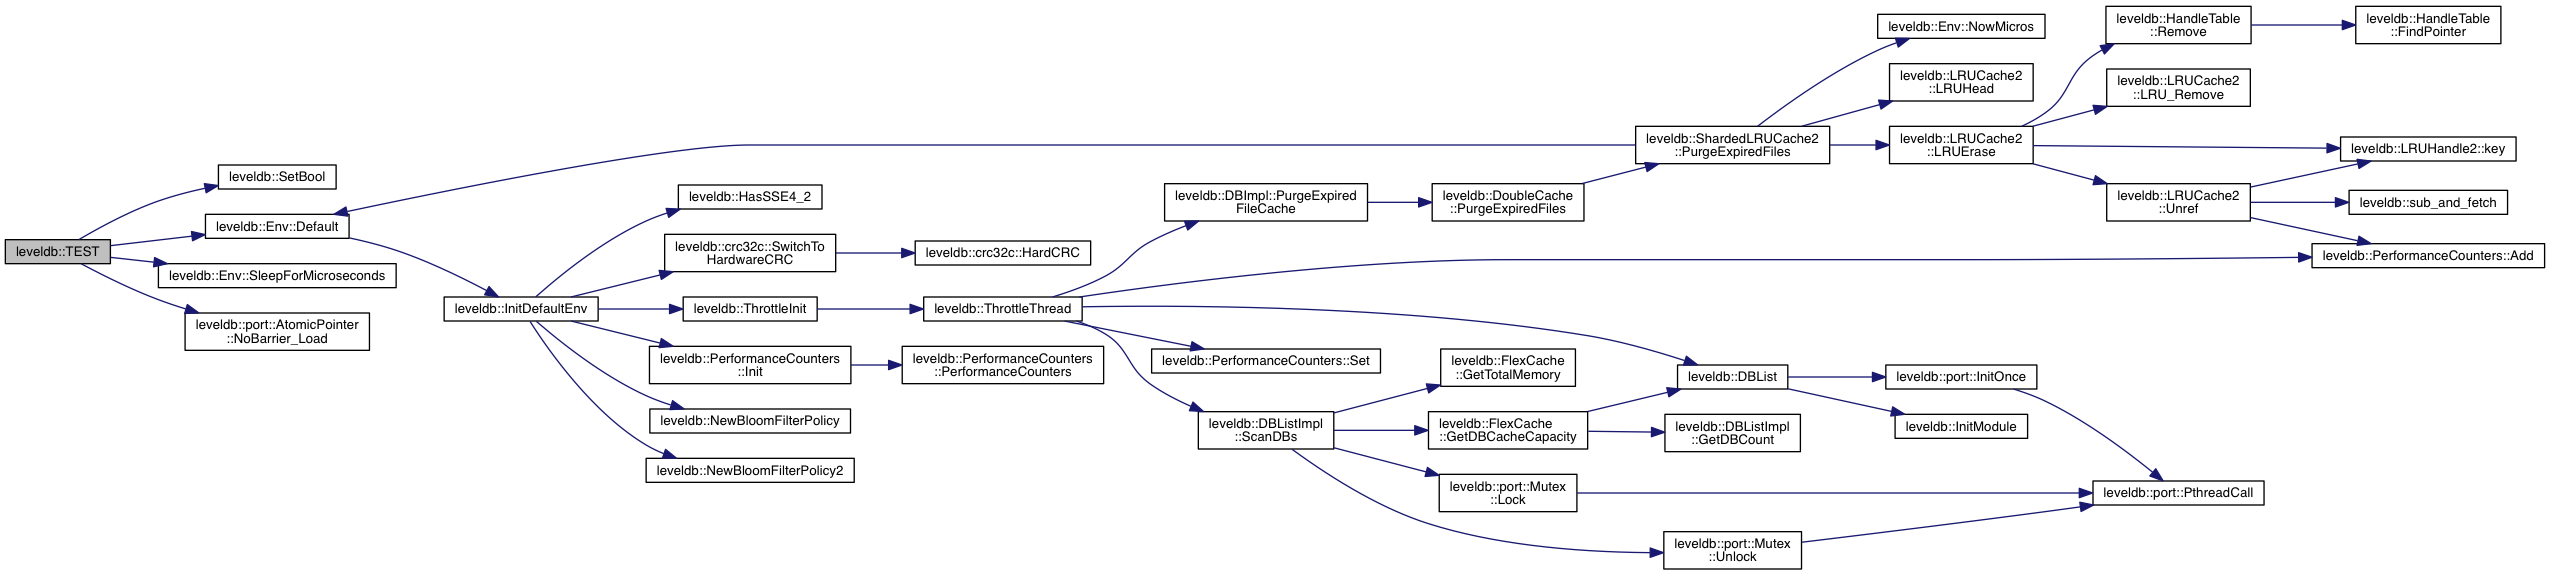 leveldb::TEST
leveldb::SetBool
leveldb::Env::Default
leveldb::Env::SleepForMicroseconds
leveldb::port::AtomicPointer
::NoBarrier_Load
leveldb::InitDefaultEnv
leveldb::HasSSE4_2
leveldb::crc32c::SwitchTo
HardwareCRC
leveldb::ThrottleInit
leveldb::PerformanceCounters
::Init
leveldb::NewBloomFilterPolicy
leveldb::NewBloomFilterPolicy2
leveldb::crc32c::HardCRC
leveldb::ThrottleThread
leveldb::PerformanceCounters
::PerformanceCounters
leveldb::DBImpl::PurgeExpired
FileCache
leveldb::PerformanceCounters::Set
leveldb::DBListImpl
::ScanDBs
leveldb::DoubleCache
::PurgeExpiredFiles
leveldb::FlexCache
::GetTotalMemory
leveldb::FlexCache
::GetDBCacheCapacity
leveldb::port::Mutex
::Lock
leveldb::ShardedLRUCache2
::PurgeExpiredFiles
leveldb::DBList
leveldb::DBListImpl
::GetDBCount
leveldb::port::Mutex
::Unlock
leveldb::Env::NowMicros
leveldb::LRUCache2
::LRUHead
leveldb::LRUCache2
::LRUErase
leveldb::port::InitOnce
leveldb::InitModule
leveldb::HandleTable
::Remove
leveldb::LRUCache2
::LRU_Remove
leveldb::LRUCache2
::Unref
leveldb::port::PthreadCall
leveldb::HandleTable
::FindPointer
leveldb::LRUHandle2::key
leveldb::sub_and_fetch
leveldb::PerformanceCounters::Add